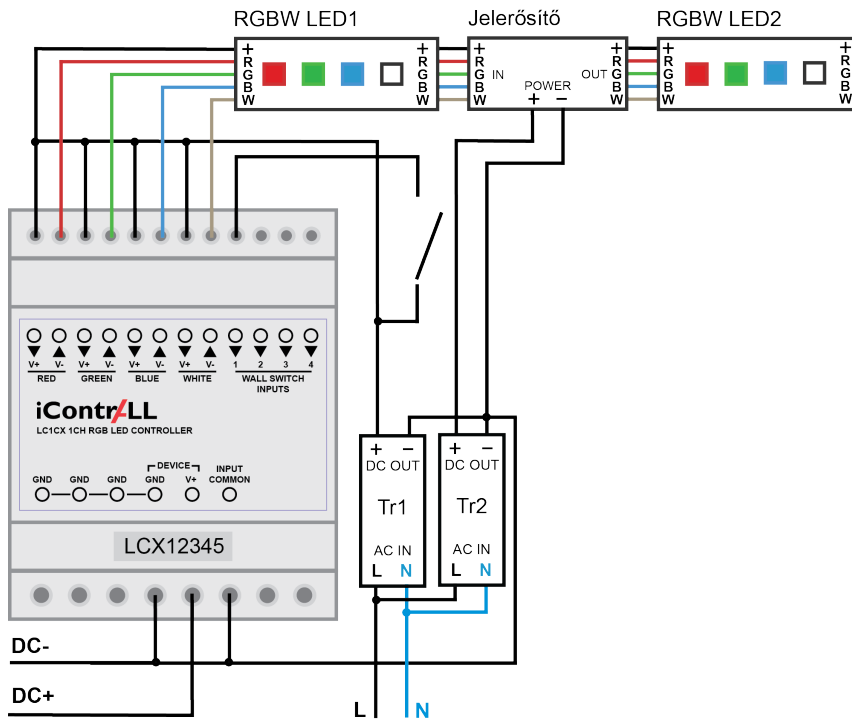 RGBW LED1 Jelerősítő RGBW LED2
+ + + + + +
R R R R R R
G G IN G OUT G G G
B B B B B B
W W W W W W
POWER
+ −
V+ V- V+ V- V+ V- V+ V- 1 2 3 4
RED GREEN BLUE WHITE WALL SWITCH
INPUTS
iContrALL
LC1CX 1CH RGB LED CONTROLLER
DEVICE INPUT
GND GND GND GND V+ COMMON
+ − + −
DC OUT DC OUT
Tr1 Tr2
AC IN AC IN
L N L N
LCX12345
DC-
DC+
L N